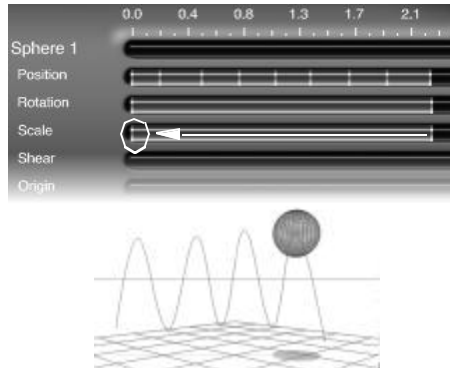 0.0 0.4 0.8 1.3 1.7 2.1
Sphere 1
Position
Rotation
Scale
Shear
Origin